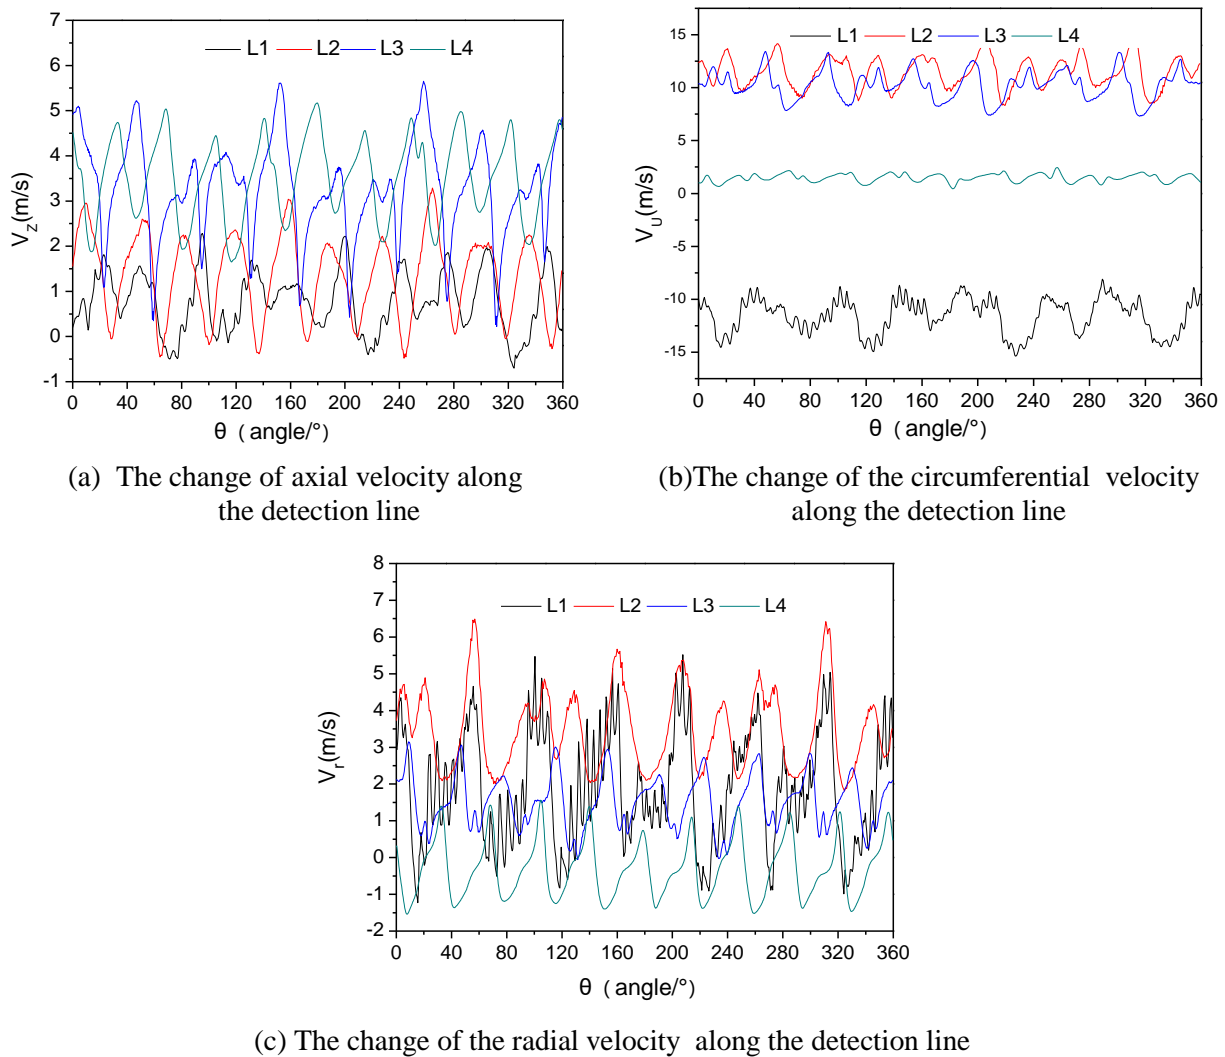 7
6
5
4
3
2
1
0
-1
V_z(m/s)
L1 L2 L3 L4
0 40 80 120 160 200 240 280 320 360
θ ( angle/°)
(a) The change of axial velocity along
the detection line
15
10
5
0
-5
-10
-15
V_U(m/s)
L1 L2 L3 L4
0 40 80 120 160 200 240 280 320 360
θ ( angle/°)
(b)The change of the circumferential velocity
along the detection line
8
7
6
5
4
3
2
1
0
-1
-2
V_r(m/s)
L1 L2 L3 L4
0 40 80 120 160 200 240 280 320 360
θ ( angle/°)
(c) The change of the radial velocity along the detection line